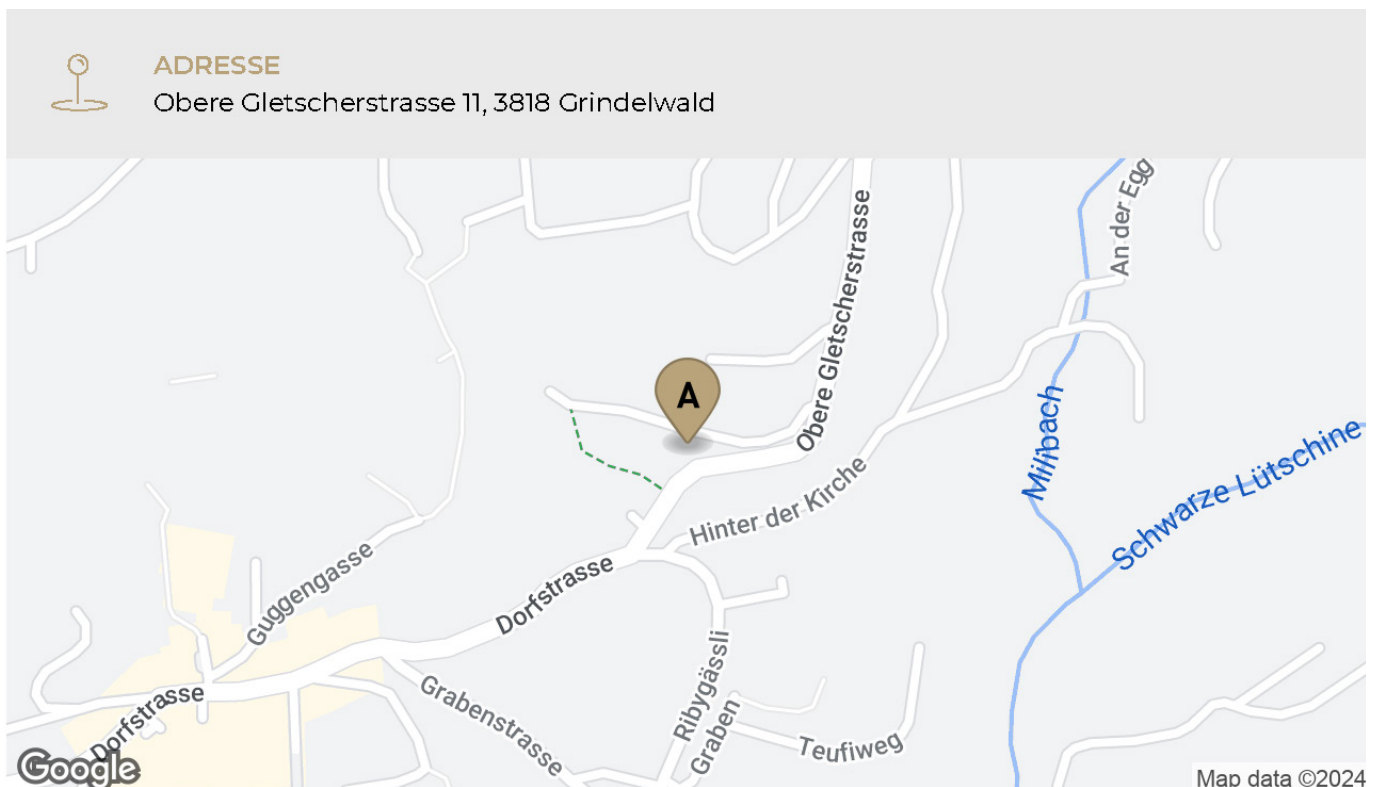 ADRESSE
Obere Gletscherstrasse 11, 3818 Grindelwald
An der Egg
Obere Gletscherstrasse
A
Milibach
Schwarze Lütschine
Hinter der Kirche
Guggengasse
Dorfstrasse
Ribygässli
Grabenstrasse
Dorfstrasse
Graben
Teufiweg
Google
Map data ©2024